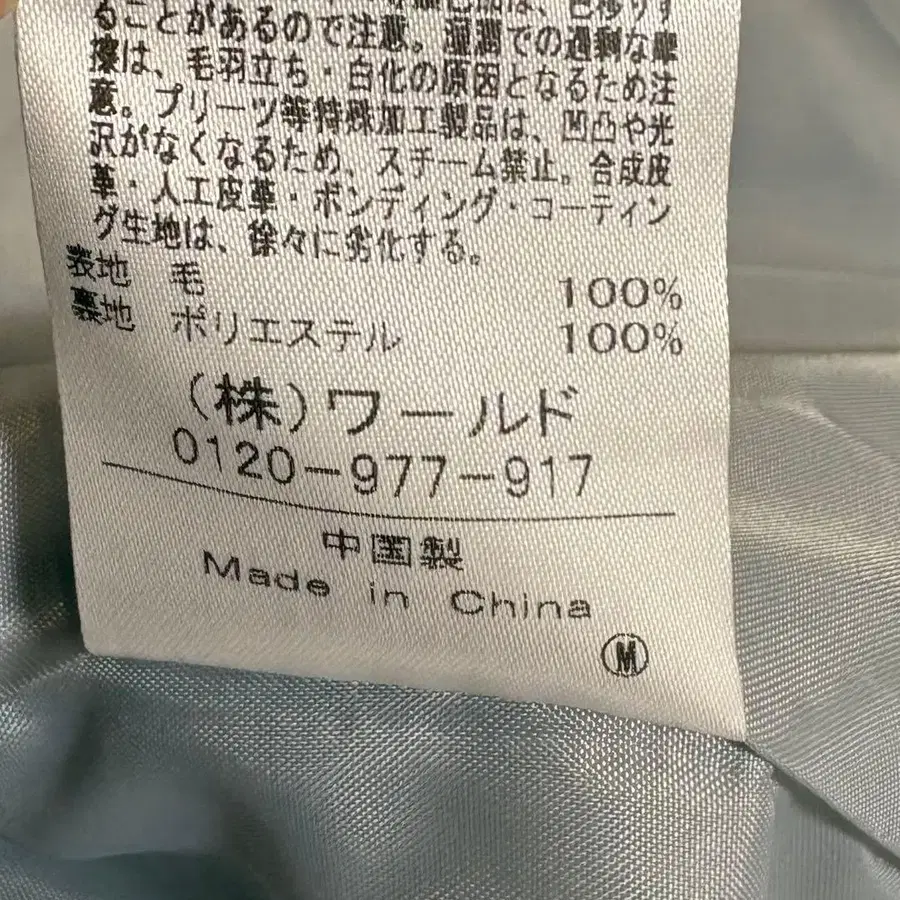 ることがあるので注意。湿潤での過剰な摩
擦は、毛羽立ち・白化の原因となるため注
意。プリーツ等特殊加工製品は、凹凸や光
沢がなくなるため、スチーム禁止。合成皮
革・人工皮革・ボンディング・コーティン
グ生地は、徐々に劣化する。
表地 毛 100%
裏地 ポリエステル 100%
(株)ワールド
0120-977-917
中国製
Made in China
M